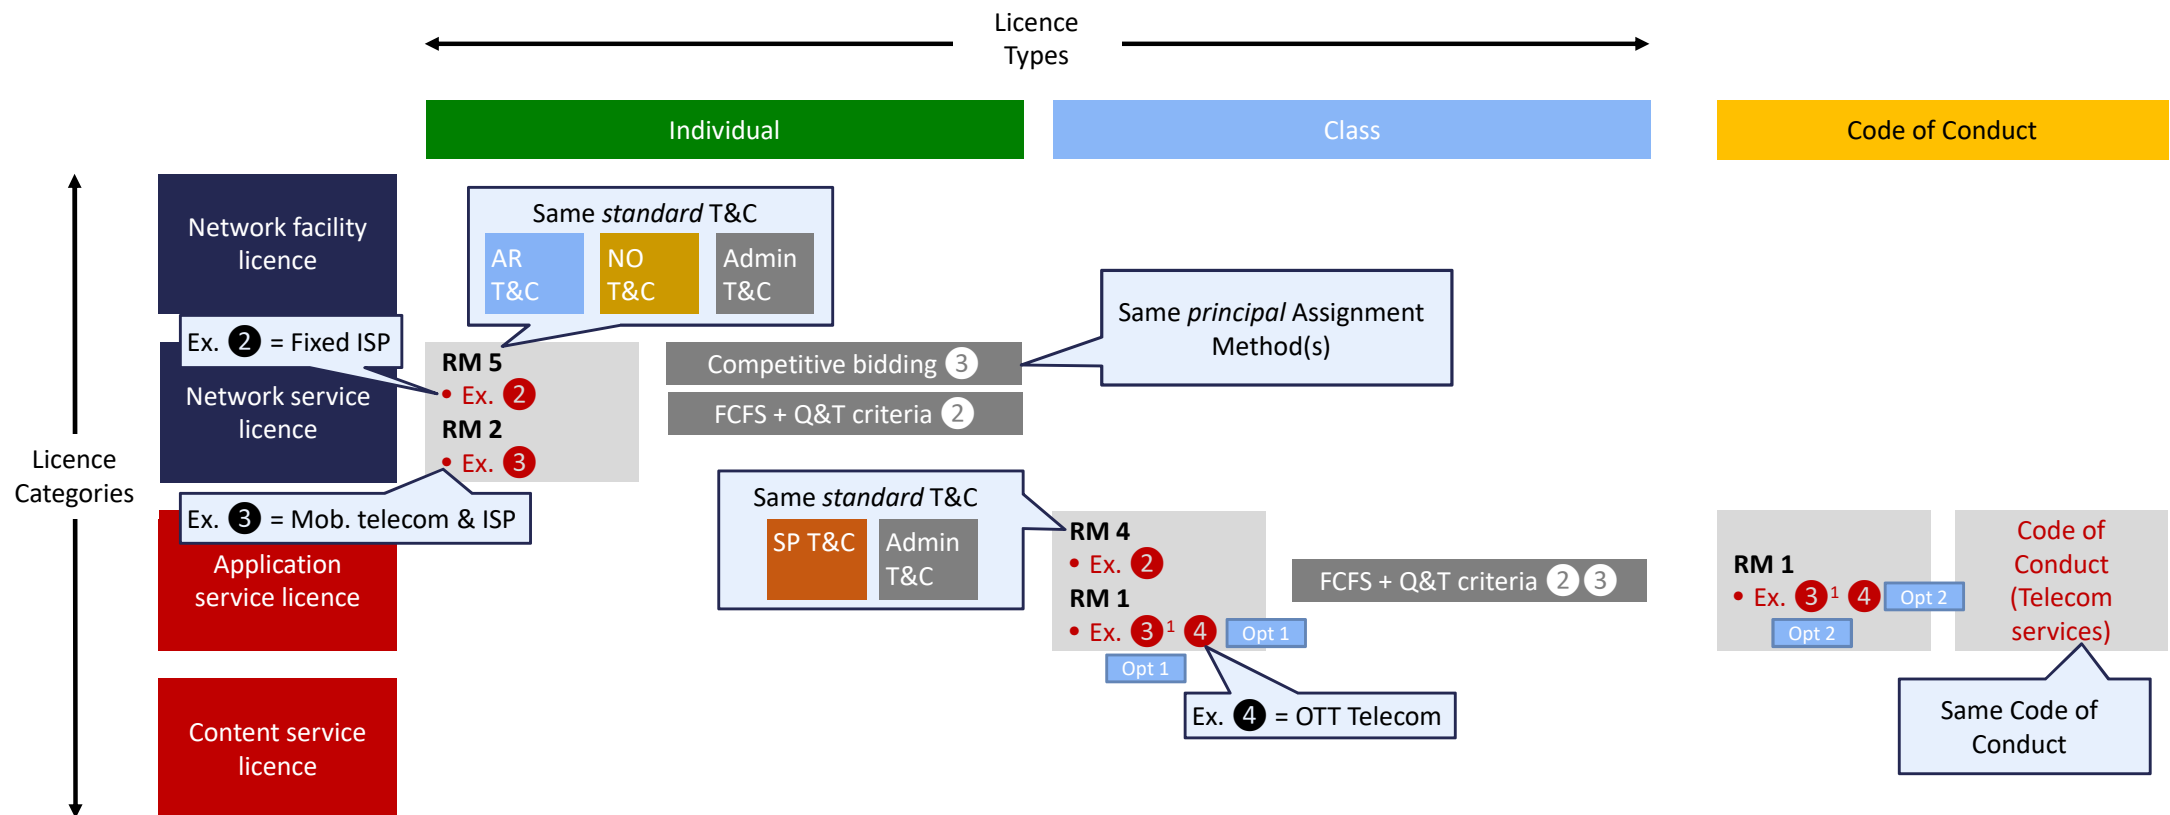 Licence
Types
Individual
Class
Code of Conduct
Licence
Categories
Network facility
licence
Same standard T&C
AR
T&C
NO
T&C
Admin
T&C
Same principal Assignment
Method(s)
Ex. 2 = Fixed ISP
Network service
licence
RM 5
• Ex. 2
RM 2
• Ex. 3
Competitive bidding 3
FCFS + Q&T criteria 2
Ex. 3 = Mob. telecom & ISP
Same standard T&C
SP T&C
Admin
T&C
Application
service licence
RM 4
• Ex. 2
RM 1
• Ex. 3 1 4 Opt 1
Opt 1
FCFS + Q&T criteria 2 3
RM 1
• Ex. 3 1 4 Opt 2
Opt 2
Code of
Conduct
(Telecom
services)
Ex. 4 = OTT Telecom
Same Code of
Conduct
Content service
licence